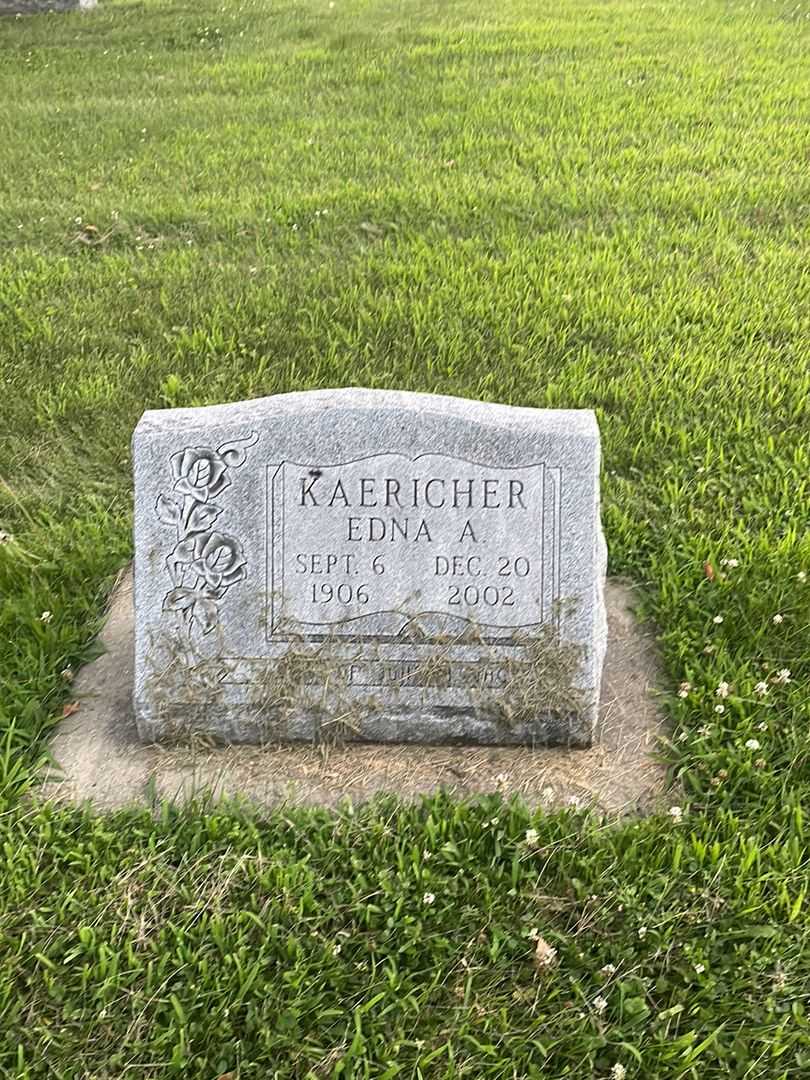 KAERICHER
EDNA A.
SEPT. 6 DEC. 20
1906 2002